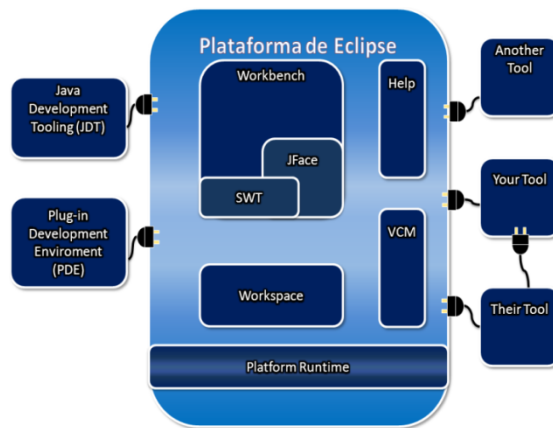 Plataforma de Eclipse
Java
Development
Tooling (JDT)
Plug-in
Development
Enviroment
(PDE)
Workbench
JFace
SWT
Workspace
Help
VCM
Platform Runtime
Another
Tool
Your Tool
Their Tool